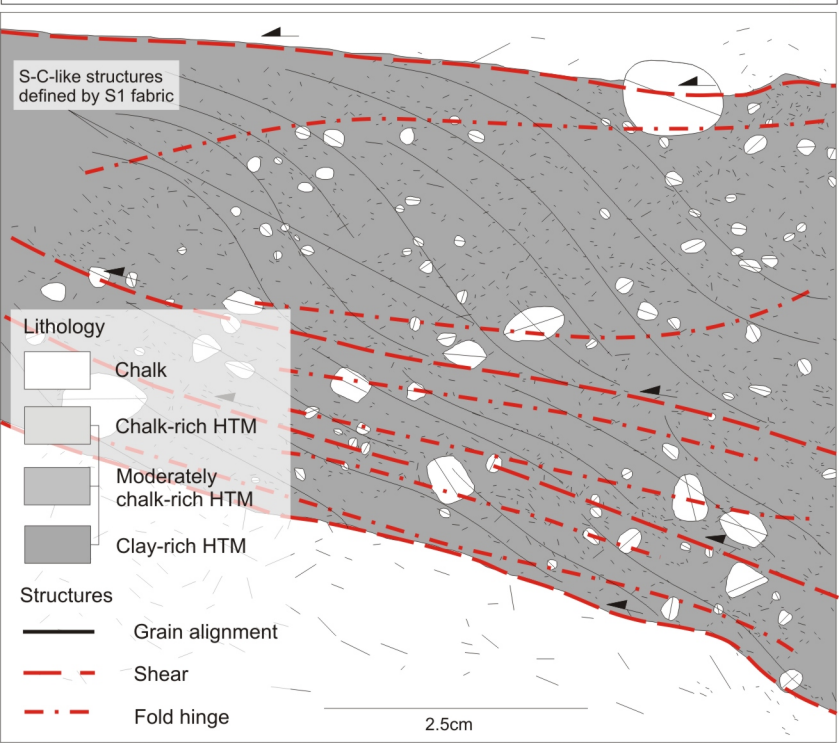 S-C-like structures
defined by S1 fabric
Lithology
Chalk
Chalk-rich HTM
Moderately
chalk-rich HTM
Clay-rich HTM
Structures
Grain alignment
Shear
Fold hinge
2.5cm